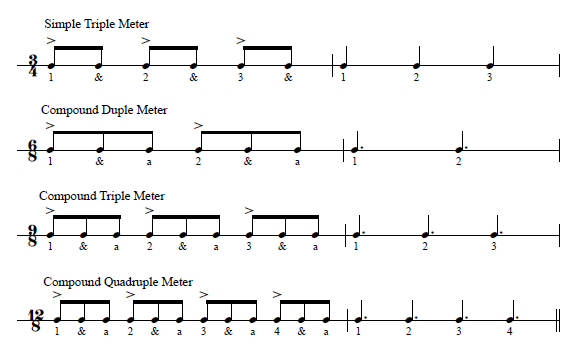 Simple Triple Meter
> > >
3/4
1 & 2 & 3 & 1 2 3
Compound Duple Meter
> >
6/8
1 & a 2 & a 1 2
Compound Triple Meter
> > >
9/8
1 & a 2 & a 3 & a 1 2 3
Compound Quadruple Meter
> > > >
12/8
1 & a 2 & a 3 & a 4 & a 1 2 3 4